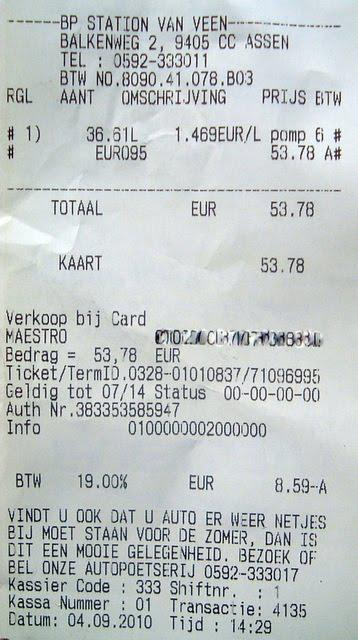 ------BP STATION VAN VEEN------
BALKENWEG 2, 9405 CC ASSEN
TEL : 0592-333011
BTW NO.8090.41.078.B03
RGL AANT OMSCHRIJVING PRIJS BTW
# 1) 36.61L 1.469EUR/L pomp 6 #
# EURO95 53.78 A#
TOTAAL EUR 53.78
KAART 53.78
Verkoop bij Card
MAESTRO
Bedrag = 53,78 EUR
Ticket/TermID.0328-01010837/71096995
Geldig tot 07/14 Status 00-00-00-00
Auth Nr.383353585947
Info 0100000002000000
BTW 19.00% EUR 8.59-A
VINDT U OOK DAT U AUTO ER WEER NETJES
BIJ MOET STAAN VOOR DE ZOMER, DAN IS
DIT EEN MOOIE GELEGENHEID. BEZOEK OF
BEL ONZE AUTOPOETSERIJ 0592-333017
Kassier Code : 333 Shiftnr. : 1
Kassa Nummer : 01 Transactie: 4135
Datum: 04.09.2010 Tijd : 14:29